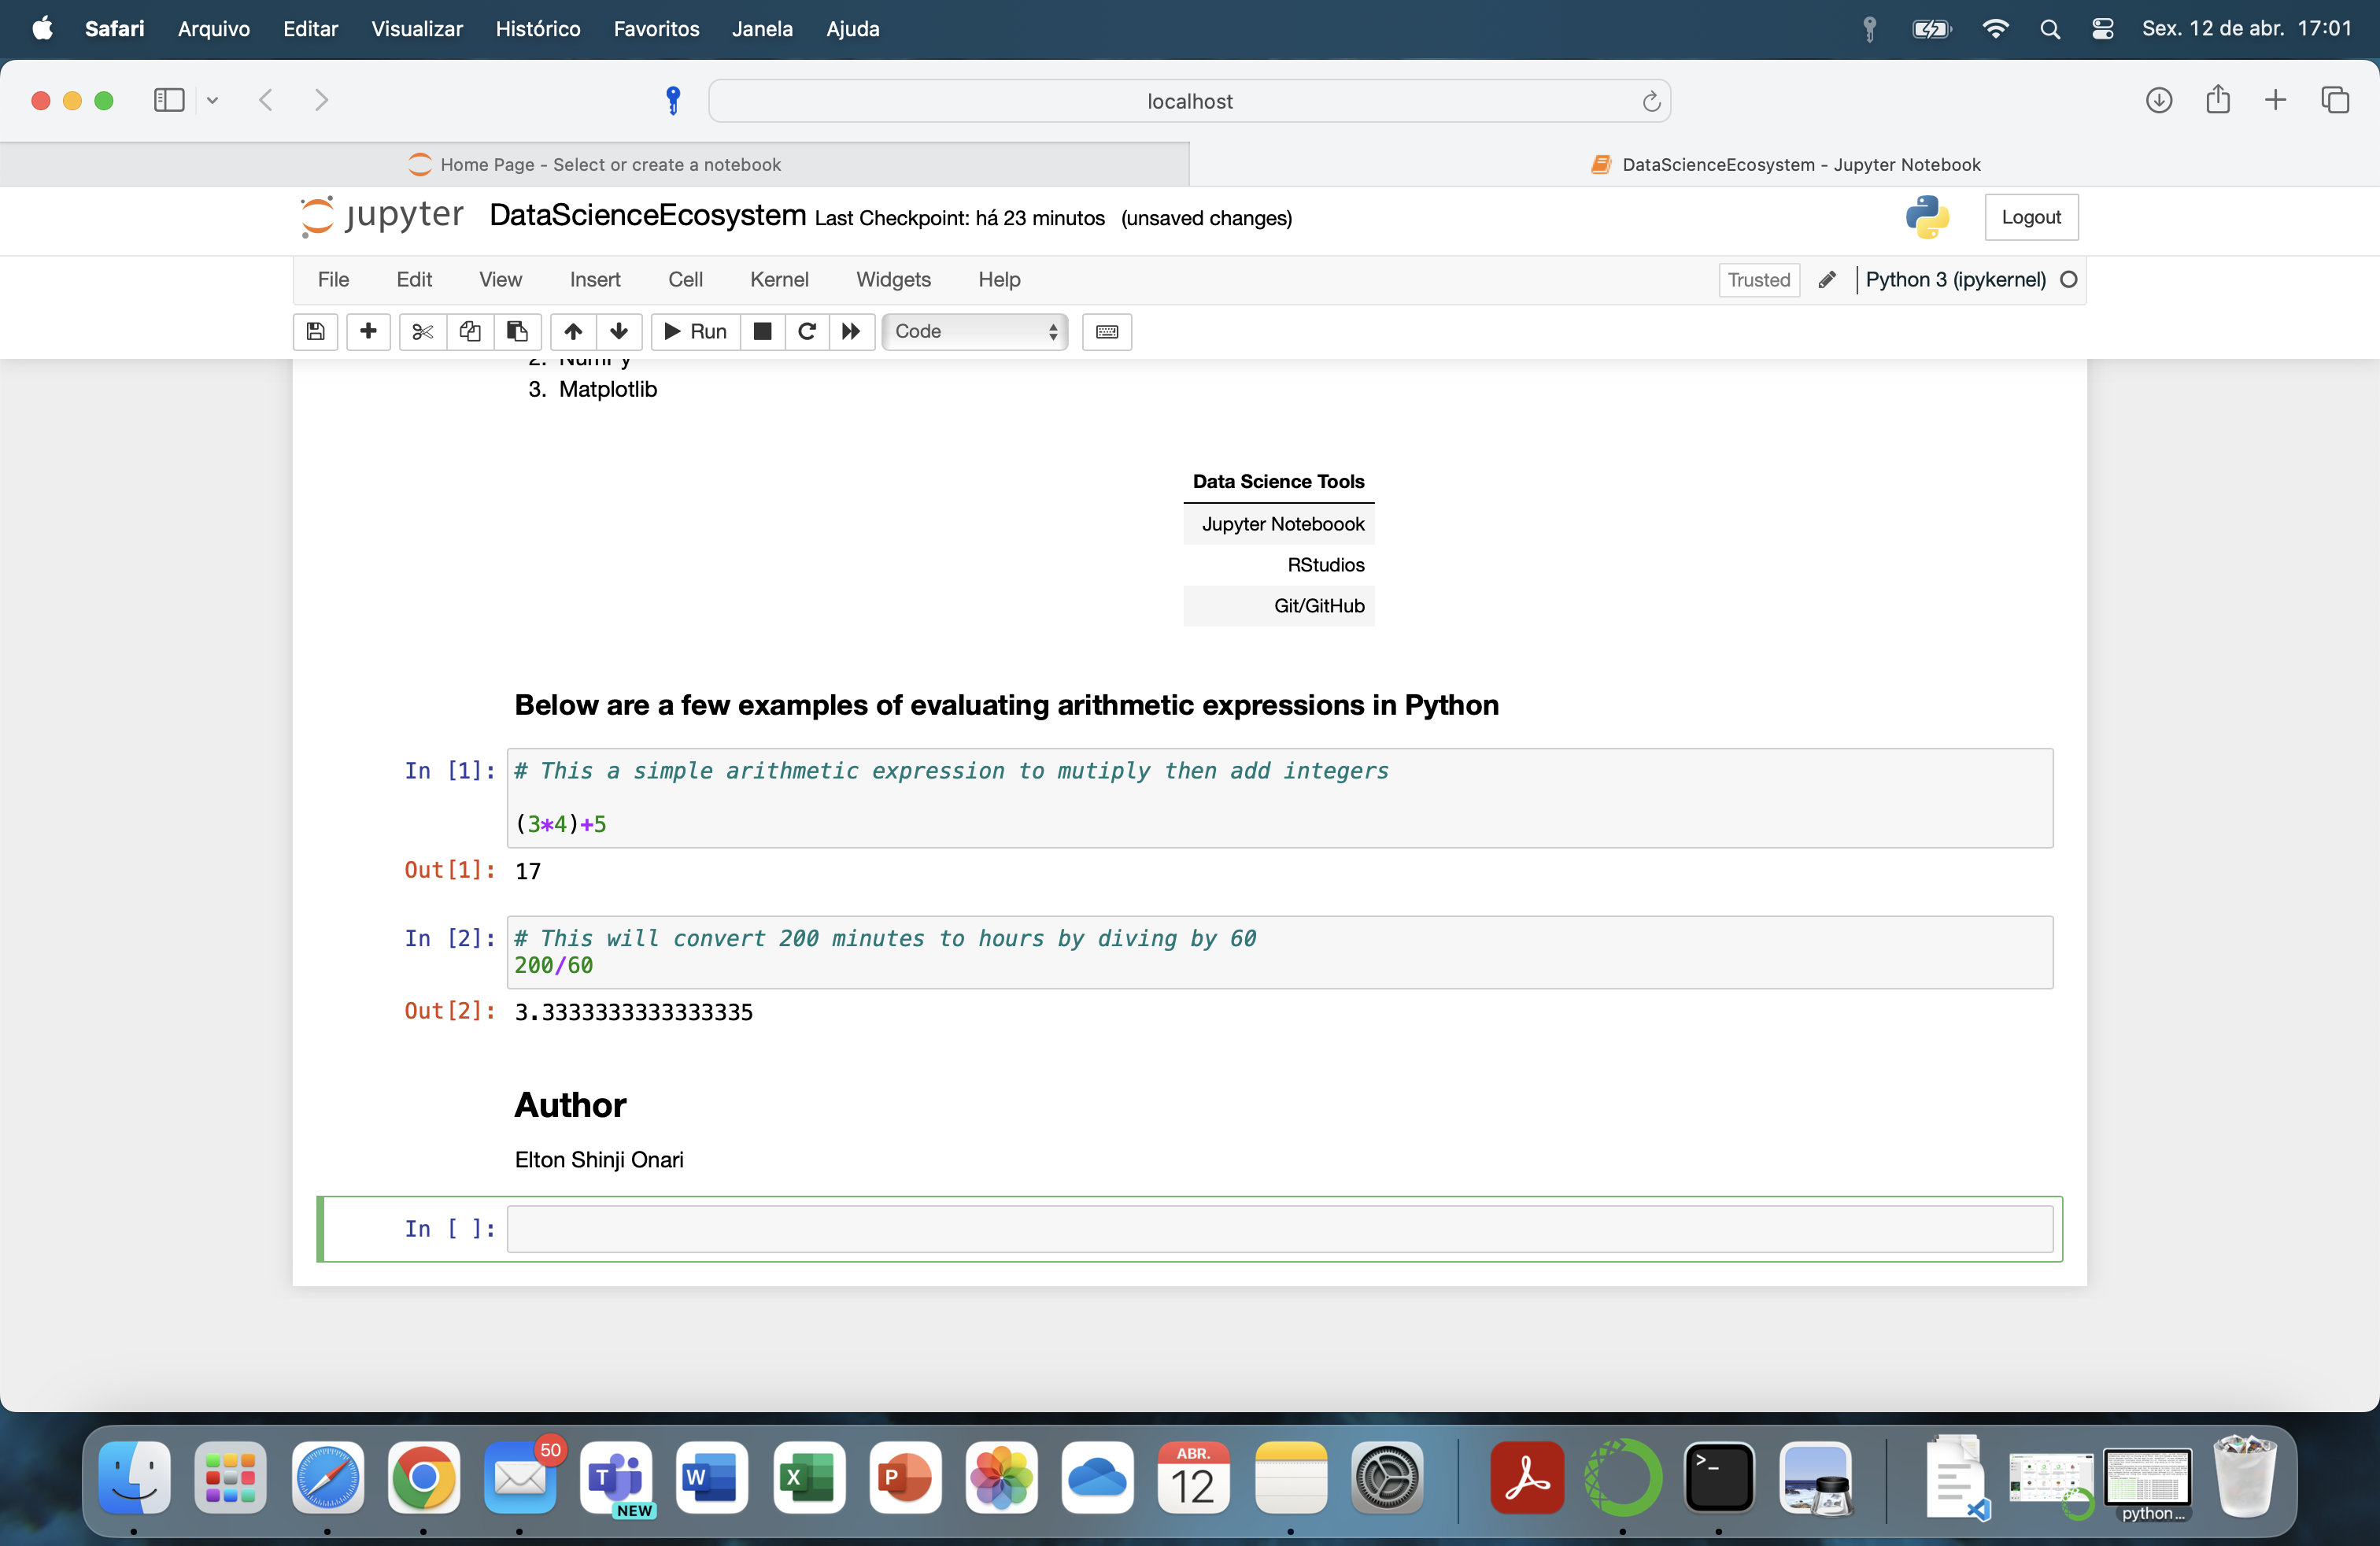 Safari Arquivo Editar Visualizar Histórico Favoritos Janela Ajuda Sex. 12 de abr. 17:01
localhost
Home Page - Select or create a notebook DataScienceEcosystem - Jupyter Notebook
jupyter DataScienceEcosystem Last Checkpoint: há 23 minutos (unsaved changes) Logout
File Edit View Insert Cell Kernel Widgets Help Trusted Python 3 (ipykernel)
Run Code
2. NumPy
3. Matplotlib
Data Science Tools
Jupyter Noteboook
RStudios
Git/GitHub
Below are a few examples of evaluating arithmetic expressions in Python
In [1]: # This a simple arithmetic expression to mutiply then add integers
(3*4)+5
Out[1]: 17
In [2]: # This will convert 200 minutes to hours by diving by 60
200/60
Out[2]: 3.3333333333333335
Author
Elton Shinji Onari
In [ ]:
50
ABR.
T W X P 12 >_
NEW python...